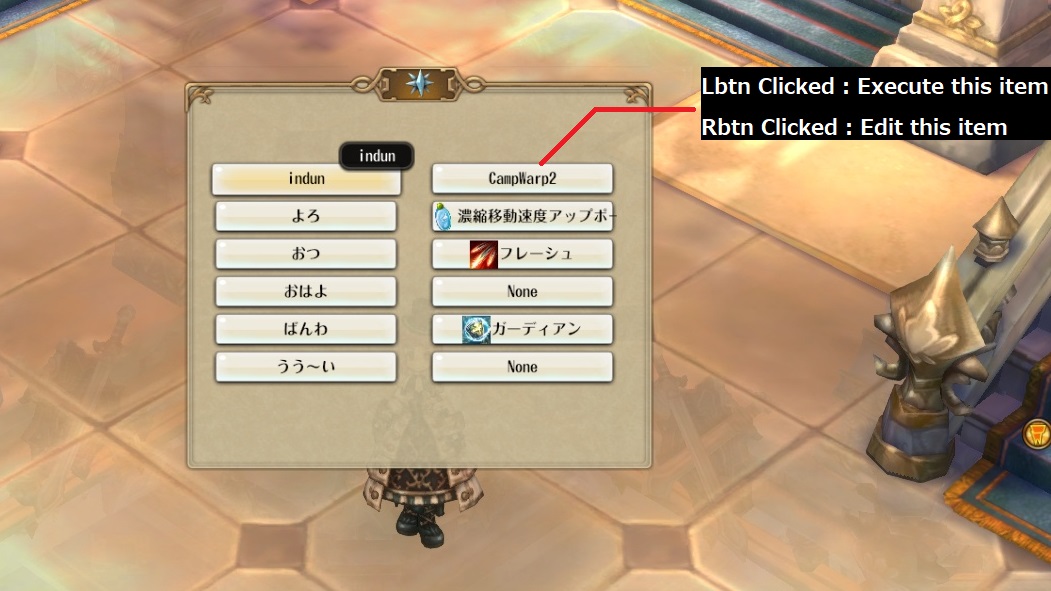 Lbtn Clicked : Execute this item
Rbtn Clicked : Edit this item
indun
indun
CampWarp2
よろ
濃縮移動速度アップポー
おつ
フレーシュ
おはよ
None
ばんわ
ガーディアン
うう～い
None